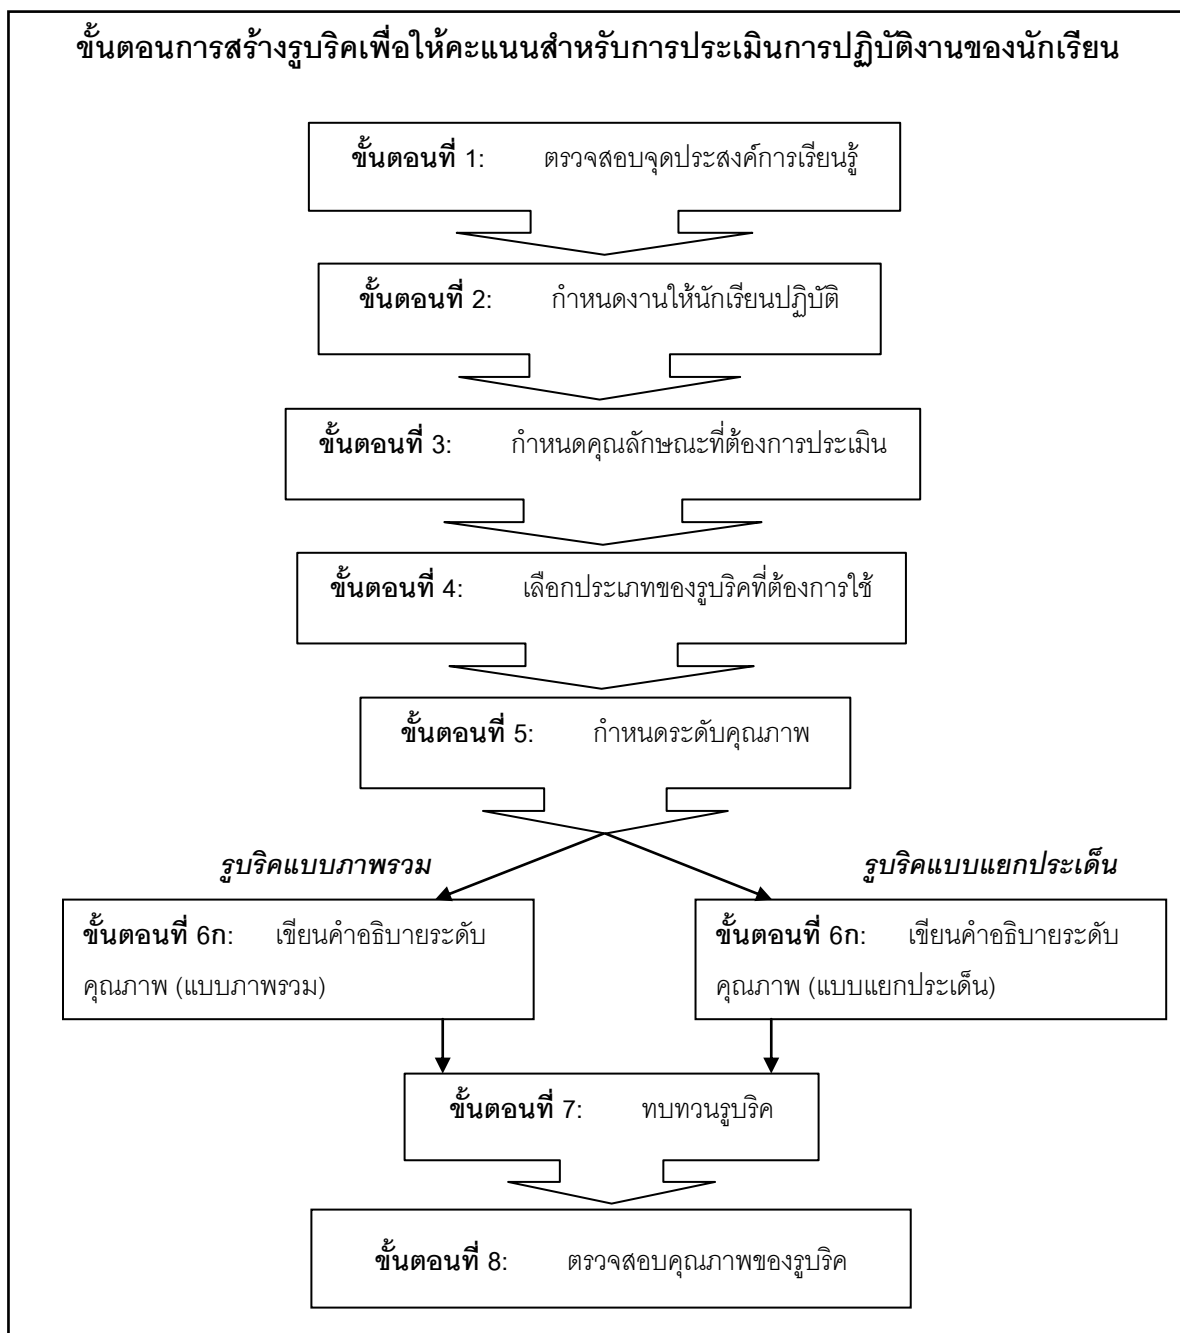 ขั้นตอนการสร้างรูบริคเพื่อให้คะแนนสำหรับการประเมินการปฏิบัติงานของนักเรียน
ขั้นตอนที่ 1: ตรวจสอบจุดประสงค์การเรียนรู้
ขั้นตอนที่ 2: กำหนดงานให้นักเรียนปฏิบัติ
ขั้นตอนที่ 3: กำหนดคุณลักษณะที่ต้องการประเมิน
ขั้นตอนที่ 4: เลือกประเภทของรูบริคที่ต้องการใช้
ขั้นตอนที่ 5: กำหนดระดับคุณภาพ
รูบริคแบบภาพรวม
ขั้นตอนที่ 6ก: เขียนคำอธิบายระดับ
คุณภาพ (แบบภาพรวม)
รูบริคแบบแยกประเด็น
ขั้นตอนที่ 6ก: เขียนคำอธิบายระดับ
คุณภาพ (แบบแยกประเด็น)
ขั้นตอนที่ 7: ทบทวนรูบริค
ขั้นตอนที่ 8: ตรวจสอบคุณภาพของรูบริค